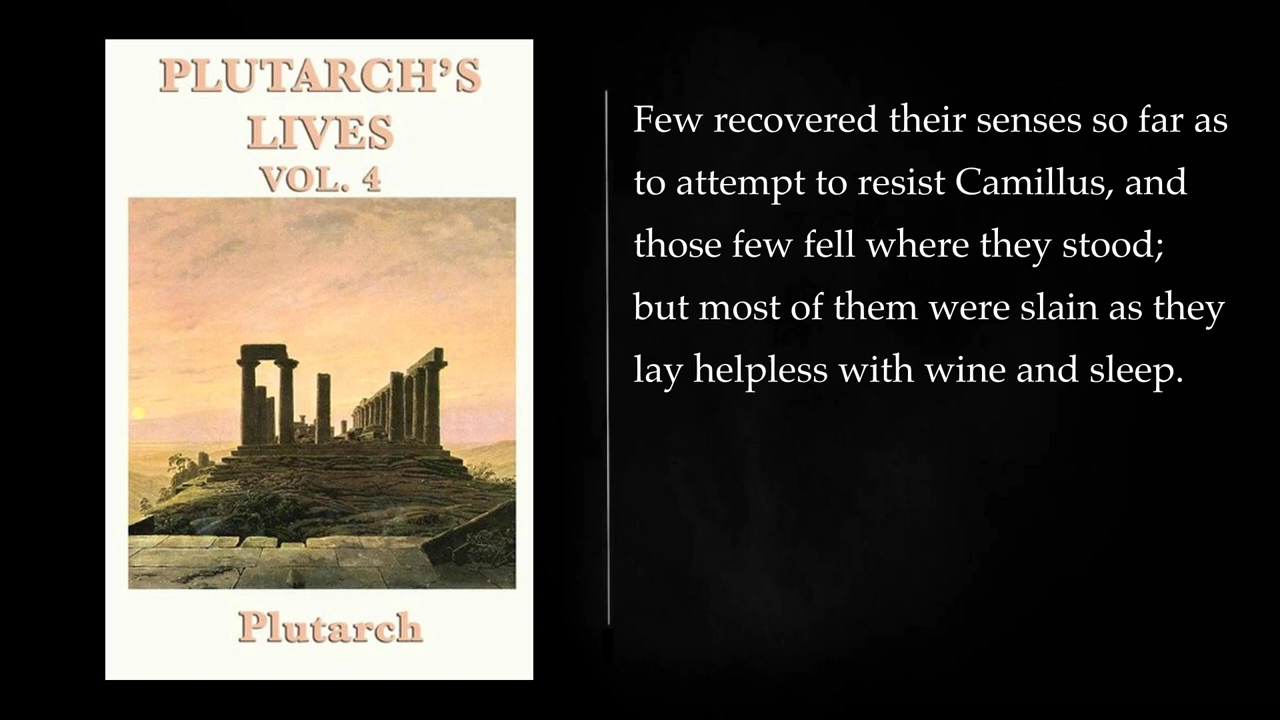 PLUTARCH'S
LIVES
VOL. 4
Plutarch
Few recovered their senses so far as
to attempt to resist Camillus, and
those few fell where they stood;
but most of them were slain as they
lay helpless with wine and sleep.